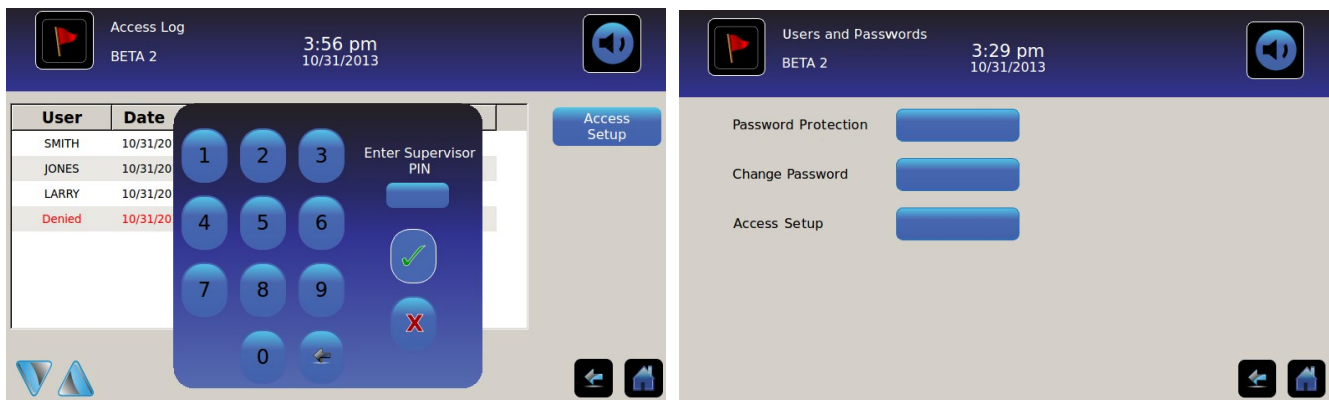 Access Log
BETA 2
3:56 pm
10/31/2013
User Date
SMITH 10/31/20
JONES 10/31/20
LARRY 10/31/20
Denied 10/31/20
1 2 3
4 5 6
7 8 9
0
Enter Supervisor
PIN
X
Access
Setup
Users and Passwords
BETA 2
3:29 pm
10/31/2013
Password Protection
Change Password
Access Setup